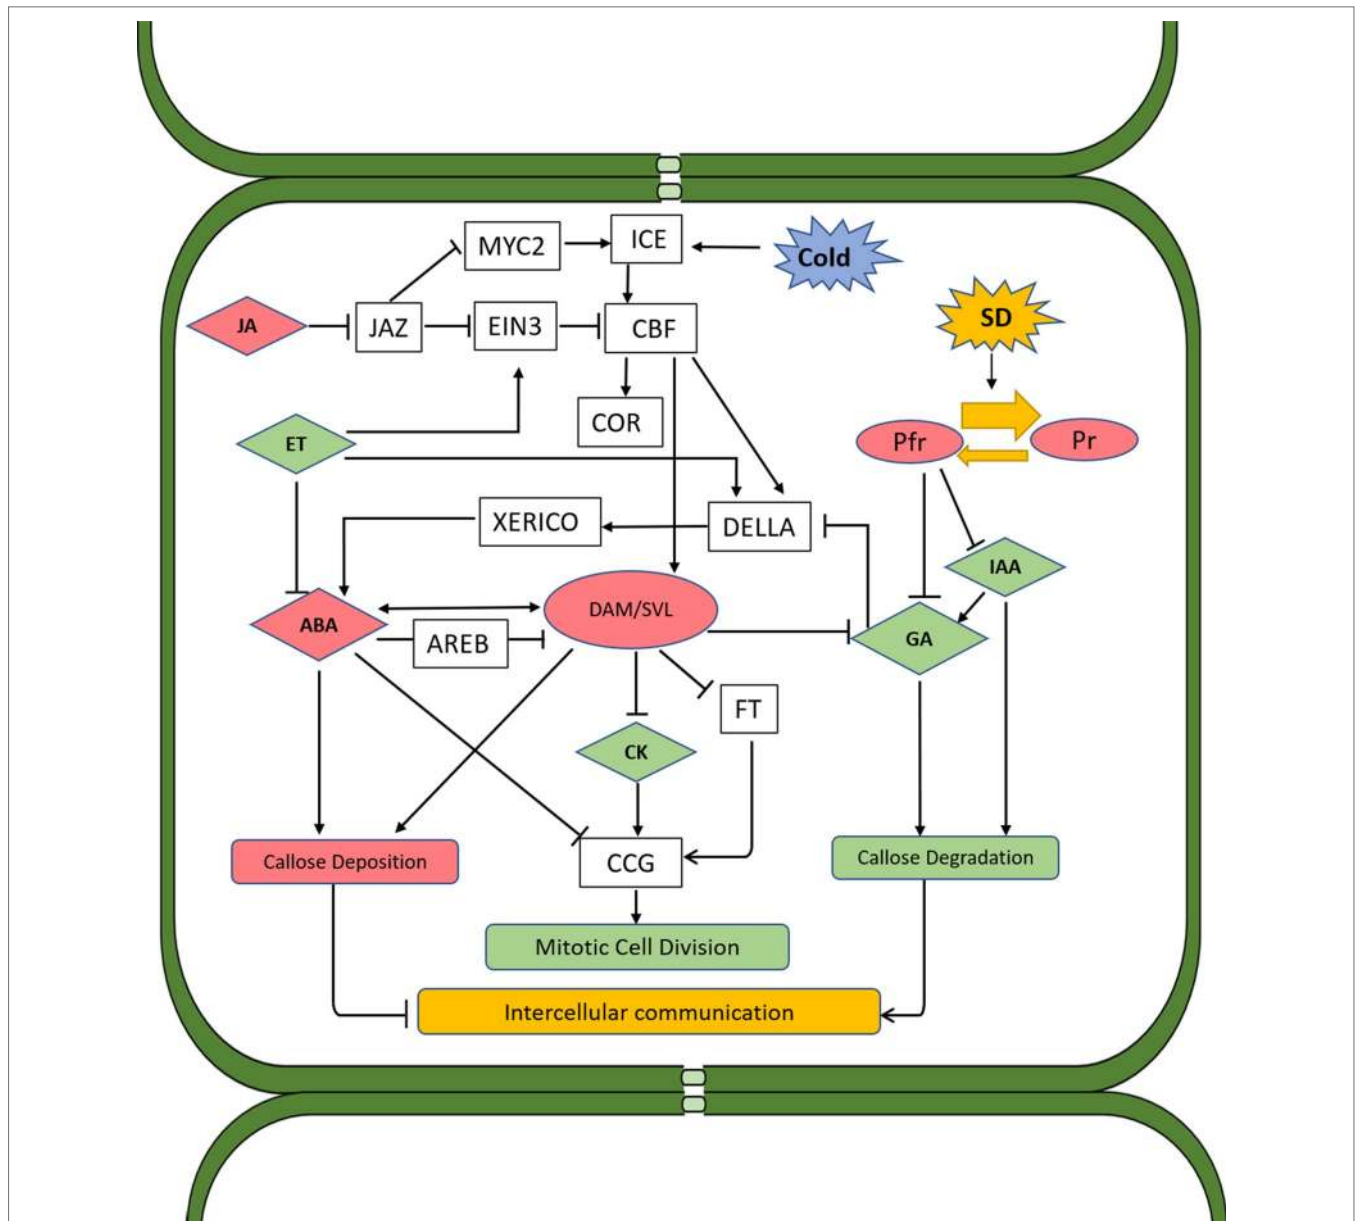 MYC2
ICE
Cold
JA
JAZ
EIN3
CBF
SD
COR
ET
Pfr
Pr
XERICO
DELLA
IAA
ABA
AREB
DAM/SVL
GA
FT
CK
Callose Deposition
CCG
Callose Degradation
Mitotic Cell Division
Intercellular communication